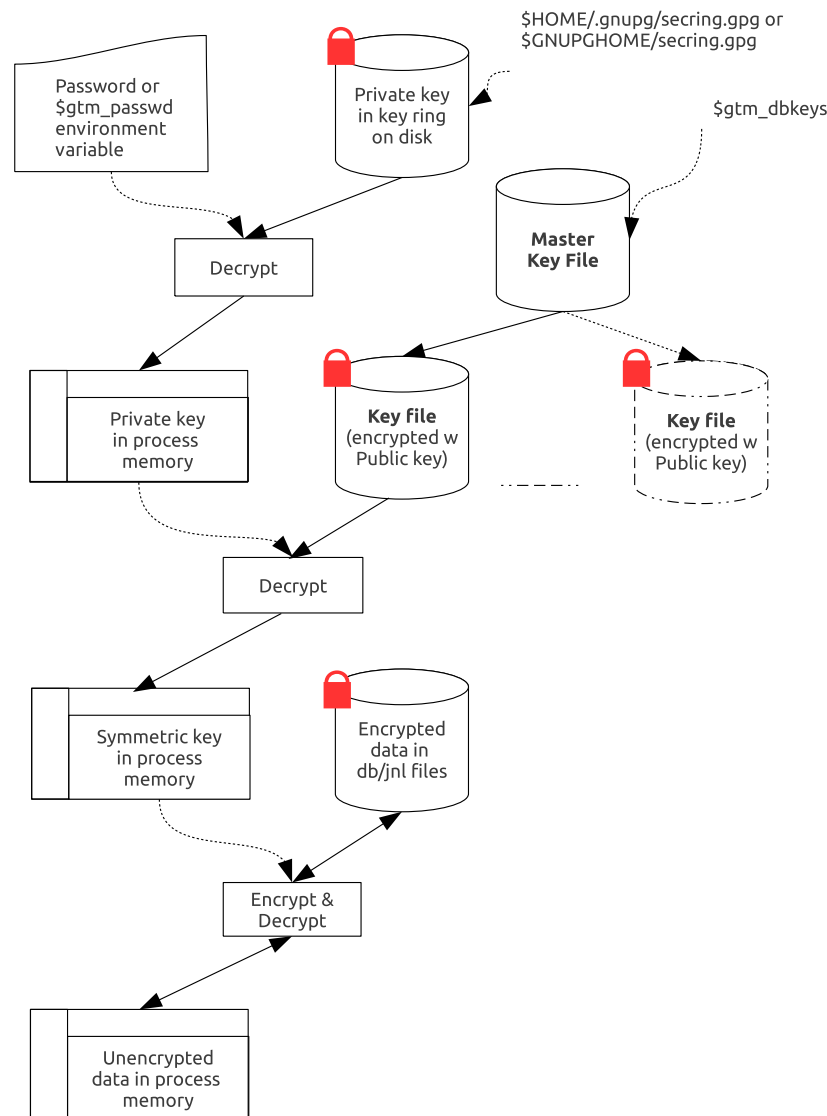 $HOME/.gnupg/secring.gpg or
$GNUPGHOME/secring.gpg
Password or
$gtm_passwd
environment
variable
Private key
in key ring
on disk
$gtm_dbkeys
Master
Key File
Decrypt
Private key
in process
memory
Key file
(encrypted w
Public key)
Key file
(encrypted w
Public key)
Decrypt
Symmetric key
in process
memory
Encrypted
data in
db/jnl files
Encrypt &
Decrypt
Unencrypted
data in process
memory